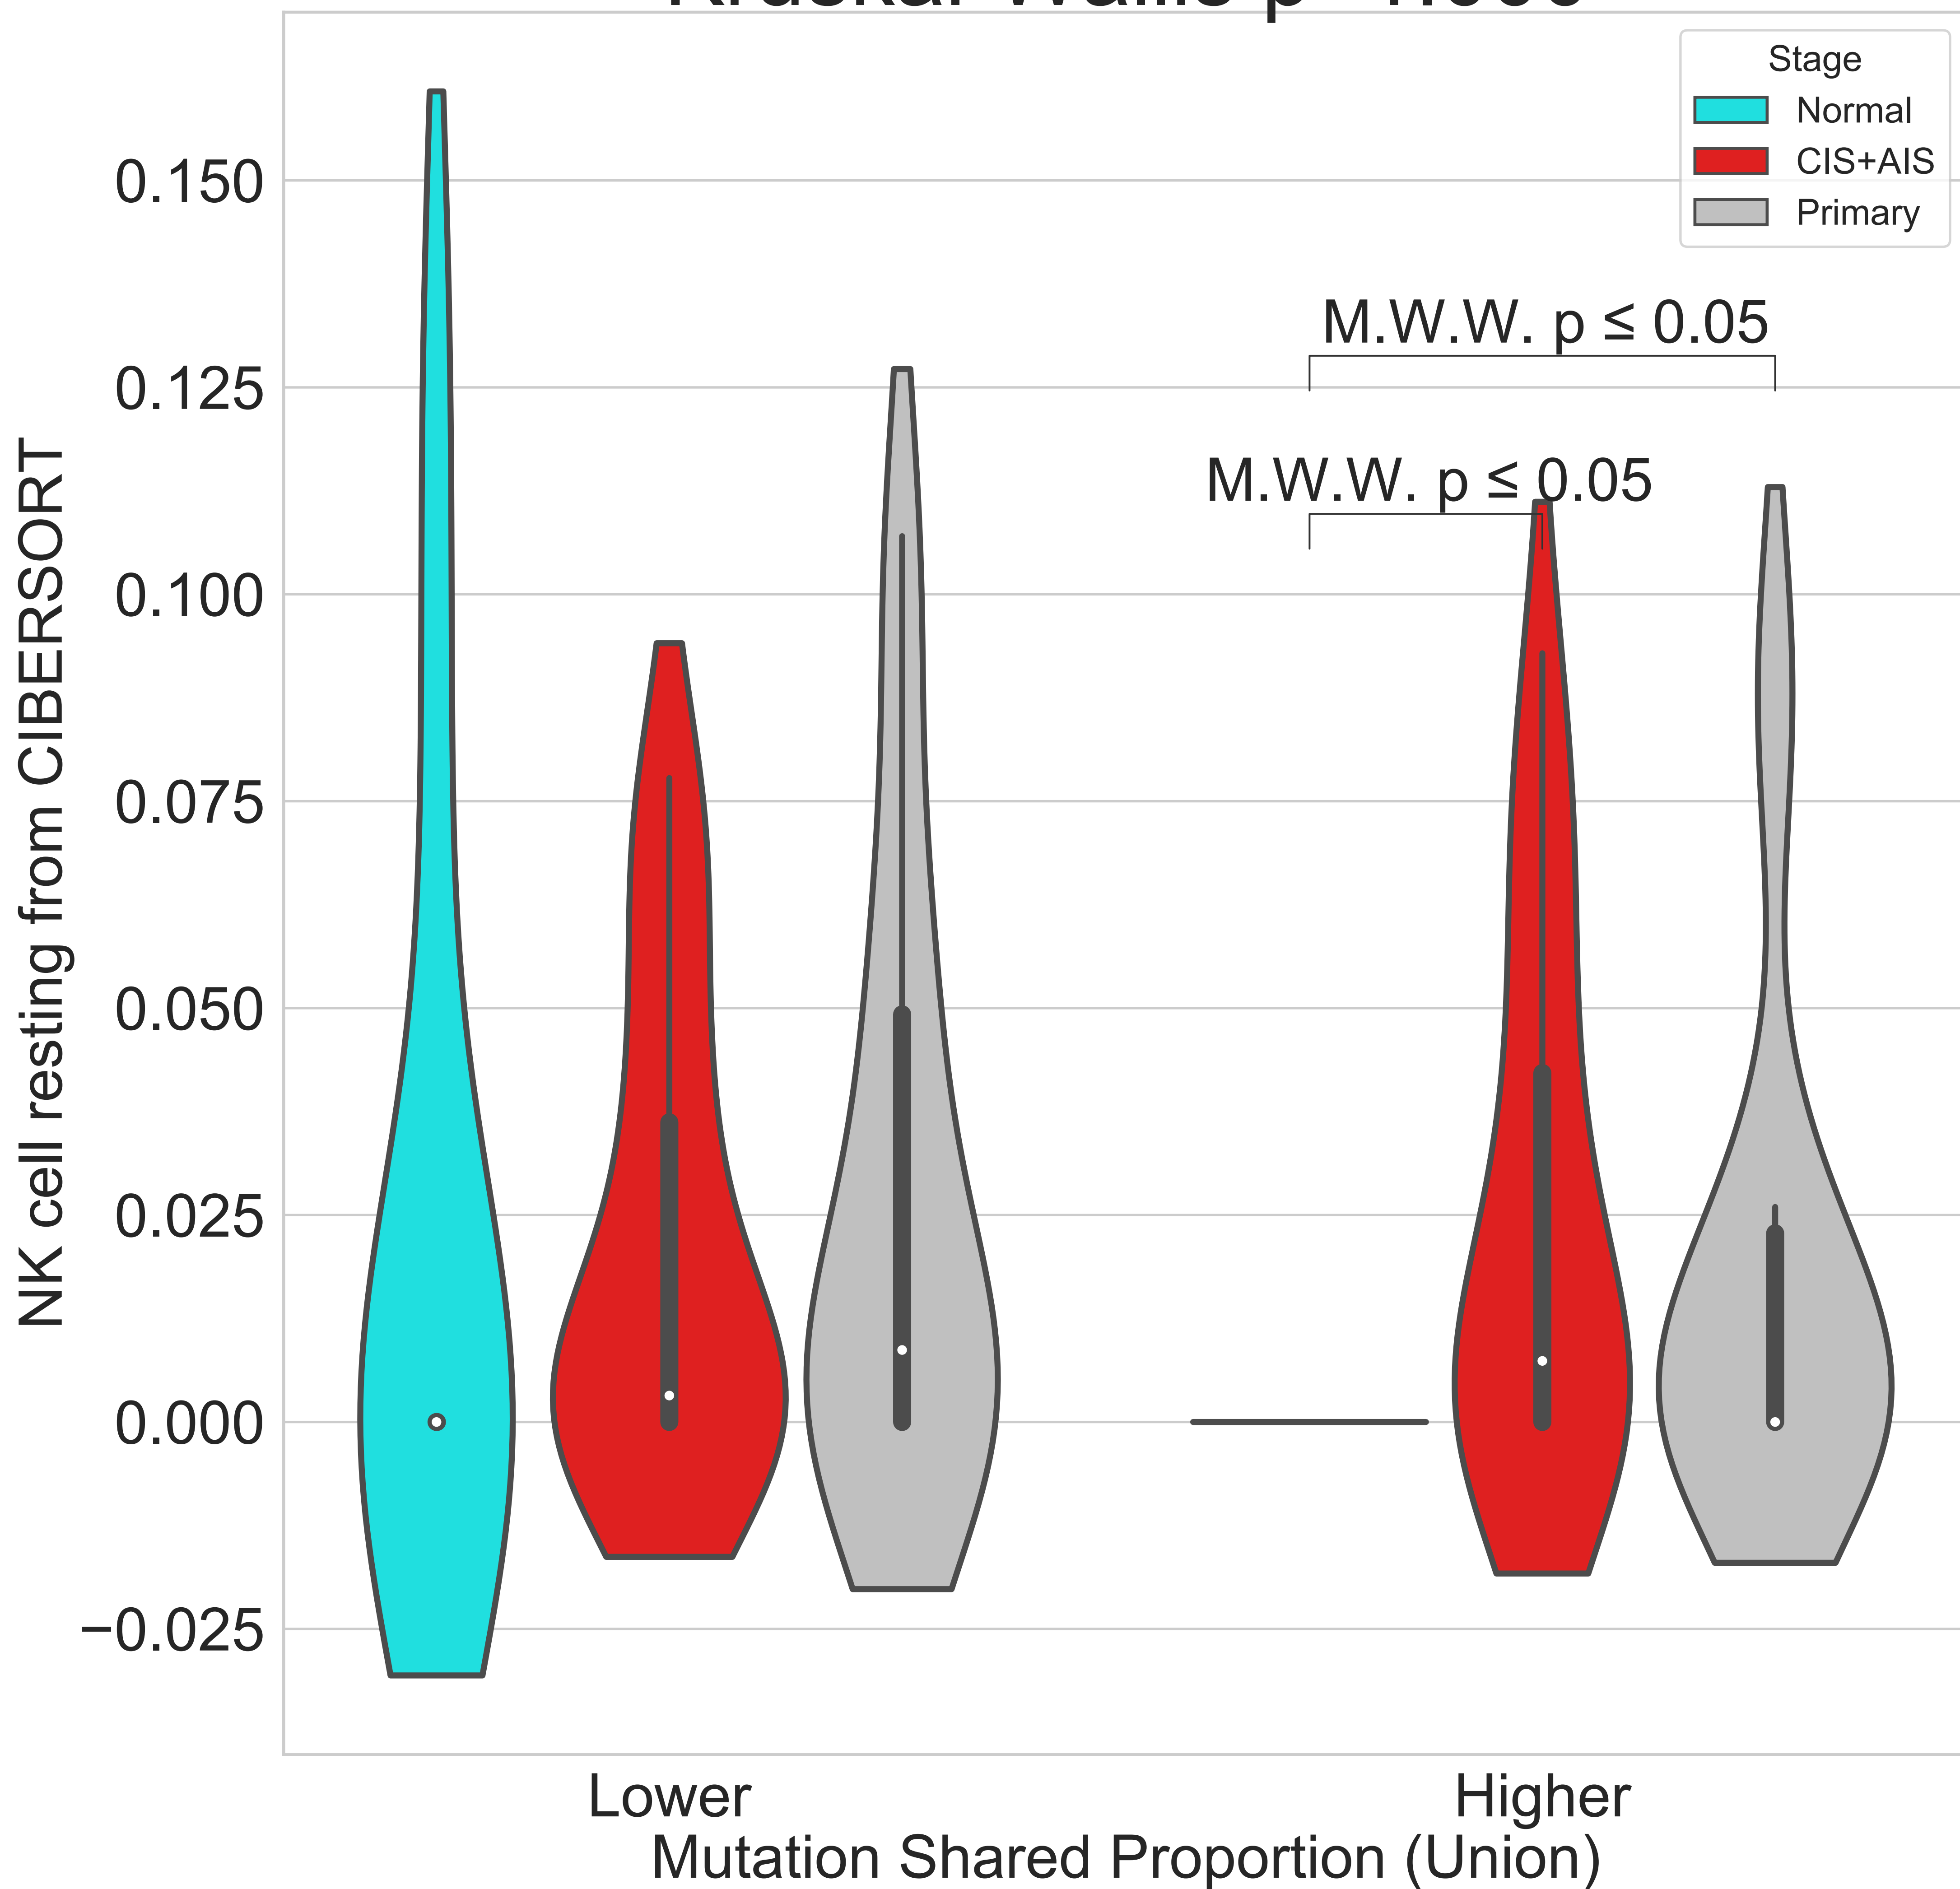 Stage
Normal
CIS+AIS
Primary
M.W.W. p ≤ 0.05
M.W.W. p ≤ 0.05
0.150
0.125
0.100
0.075
0.050
0.025
0.000
−0.025
NK cell resting from CIBERSORT
Lower
Higher
Mutation Shared Proportion (Union)